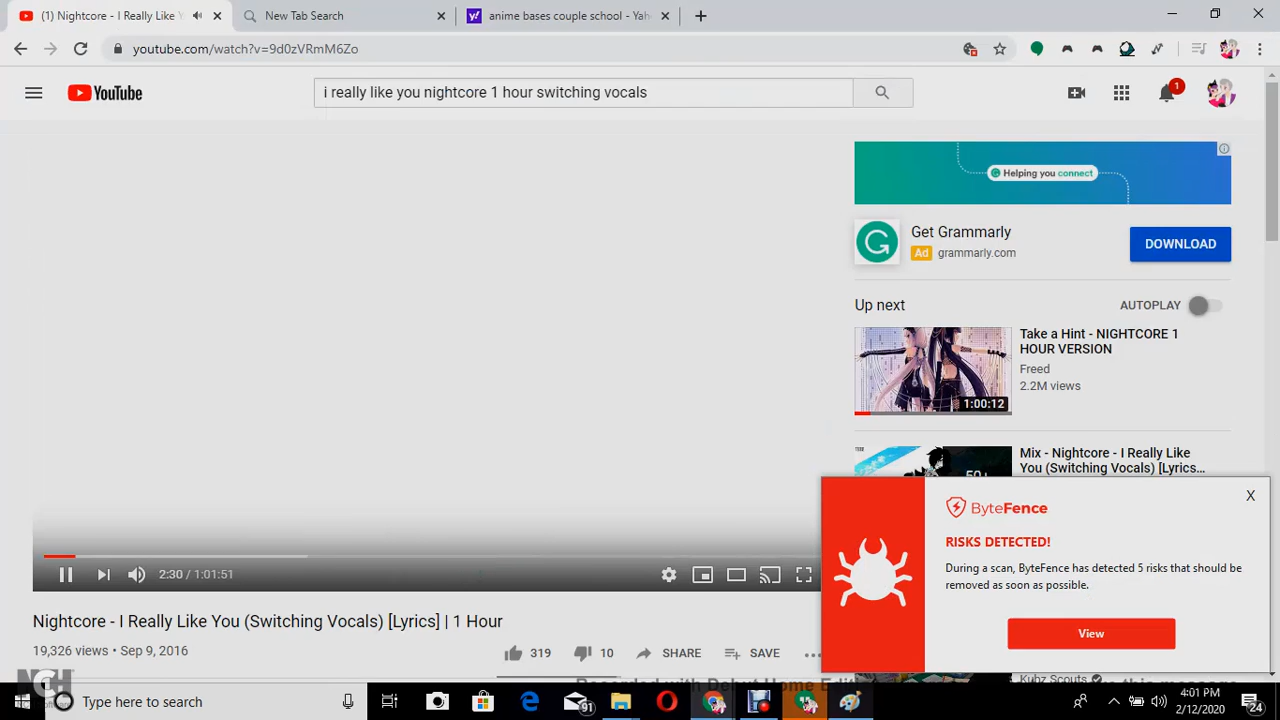 (1) Nightcore - I Really Like Y
New Tab Search
anime bases couple school - Yah
youtube.com/watch?v=9d0zVRmM6Zo
YouTube
i really like you nightcore 1 hour switching vocals
1
Helping you connect
Get Grammarly
Ad grammarly.com
DOWNLOAD
Up next
AUTOPLAY
Take a Hint - NIGHTCORE 1
HOUR VERSION
Freed
2.2M views
1:00:12
Mix - Nightcore - I Really Like
You (Switching Vocals) [Lyrics...
50+
ByteFence
X
RISKS DETECTED!
During a scan, ByteFence has detected 5 risks that should be
removed as soon as possible.
View
2:30 / 1:01:51
Nightcore - I Really Like You (Switching Vocals) [Lyric] | 1 Hour
19,326 views • Sep 9, 2016
319
10
SHARE
SAVE
NCH
Kubz Scouts
Type here to search
91
4:01 PM
2/12/2020
24